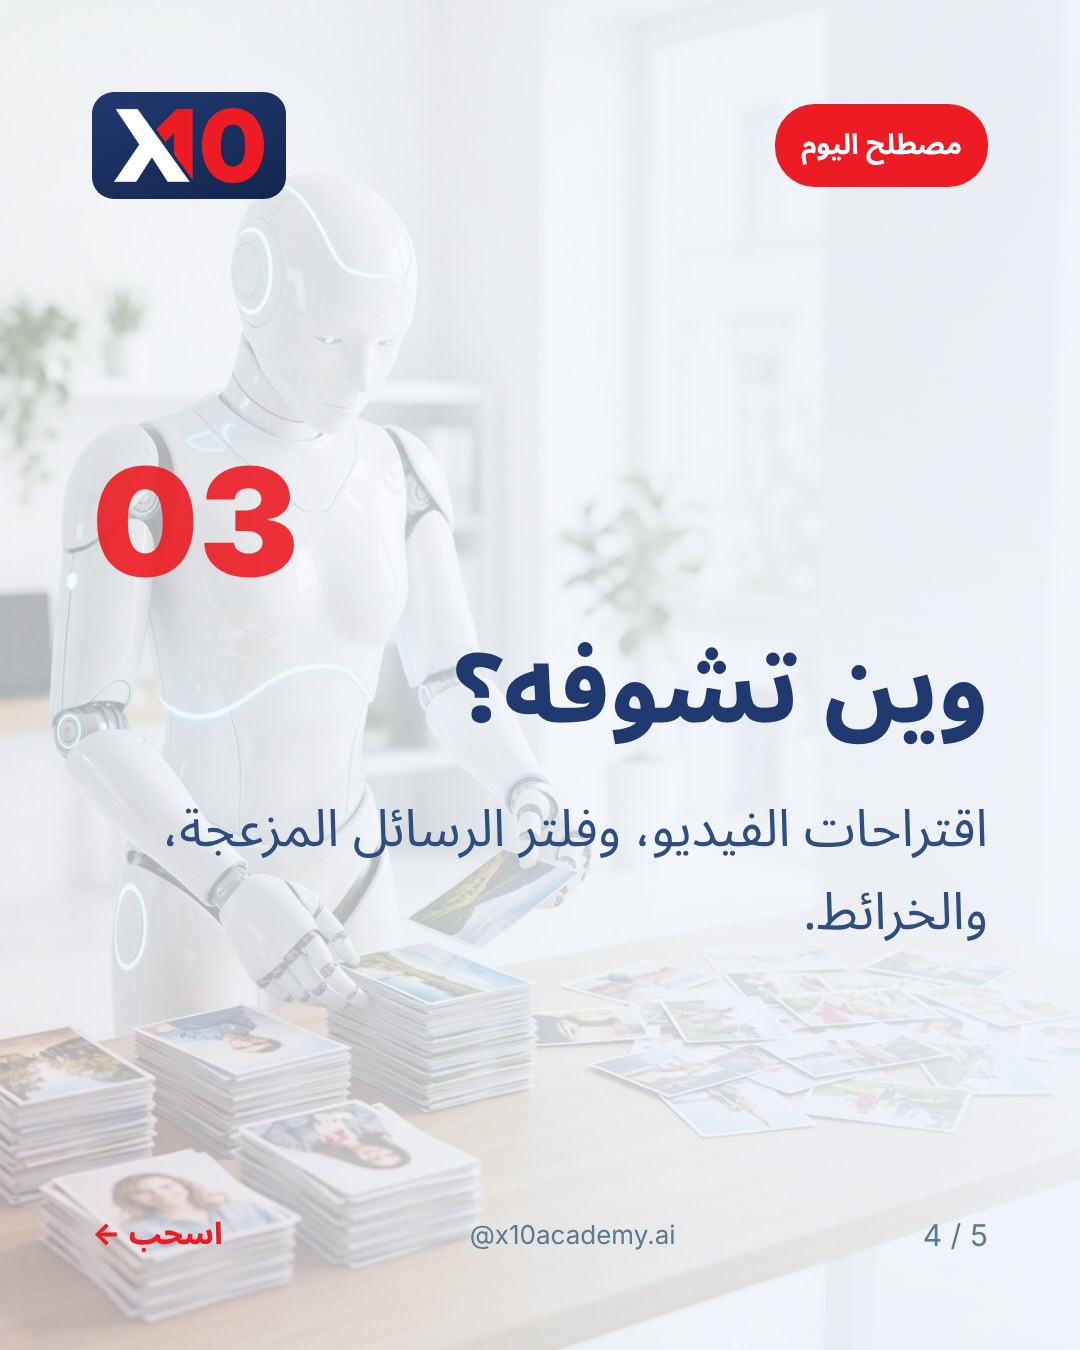 X10
مصطلح اليوم
03
وين تشوفه؟
اقتراحات الفيديو، وفلتر الرسائل المزعجة،
والخرائط.
اسحب ←
@x10academy.ai
4 / 5